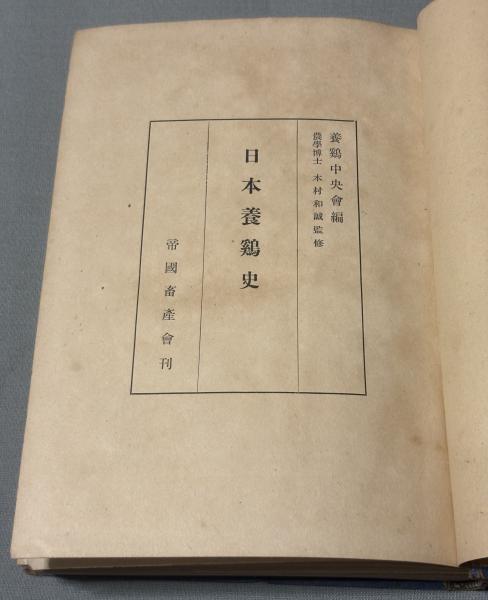 養鷄中央會編
農學博士 木村和誠監修
日本養鷄史
帝國畜產會刊